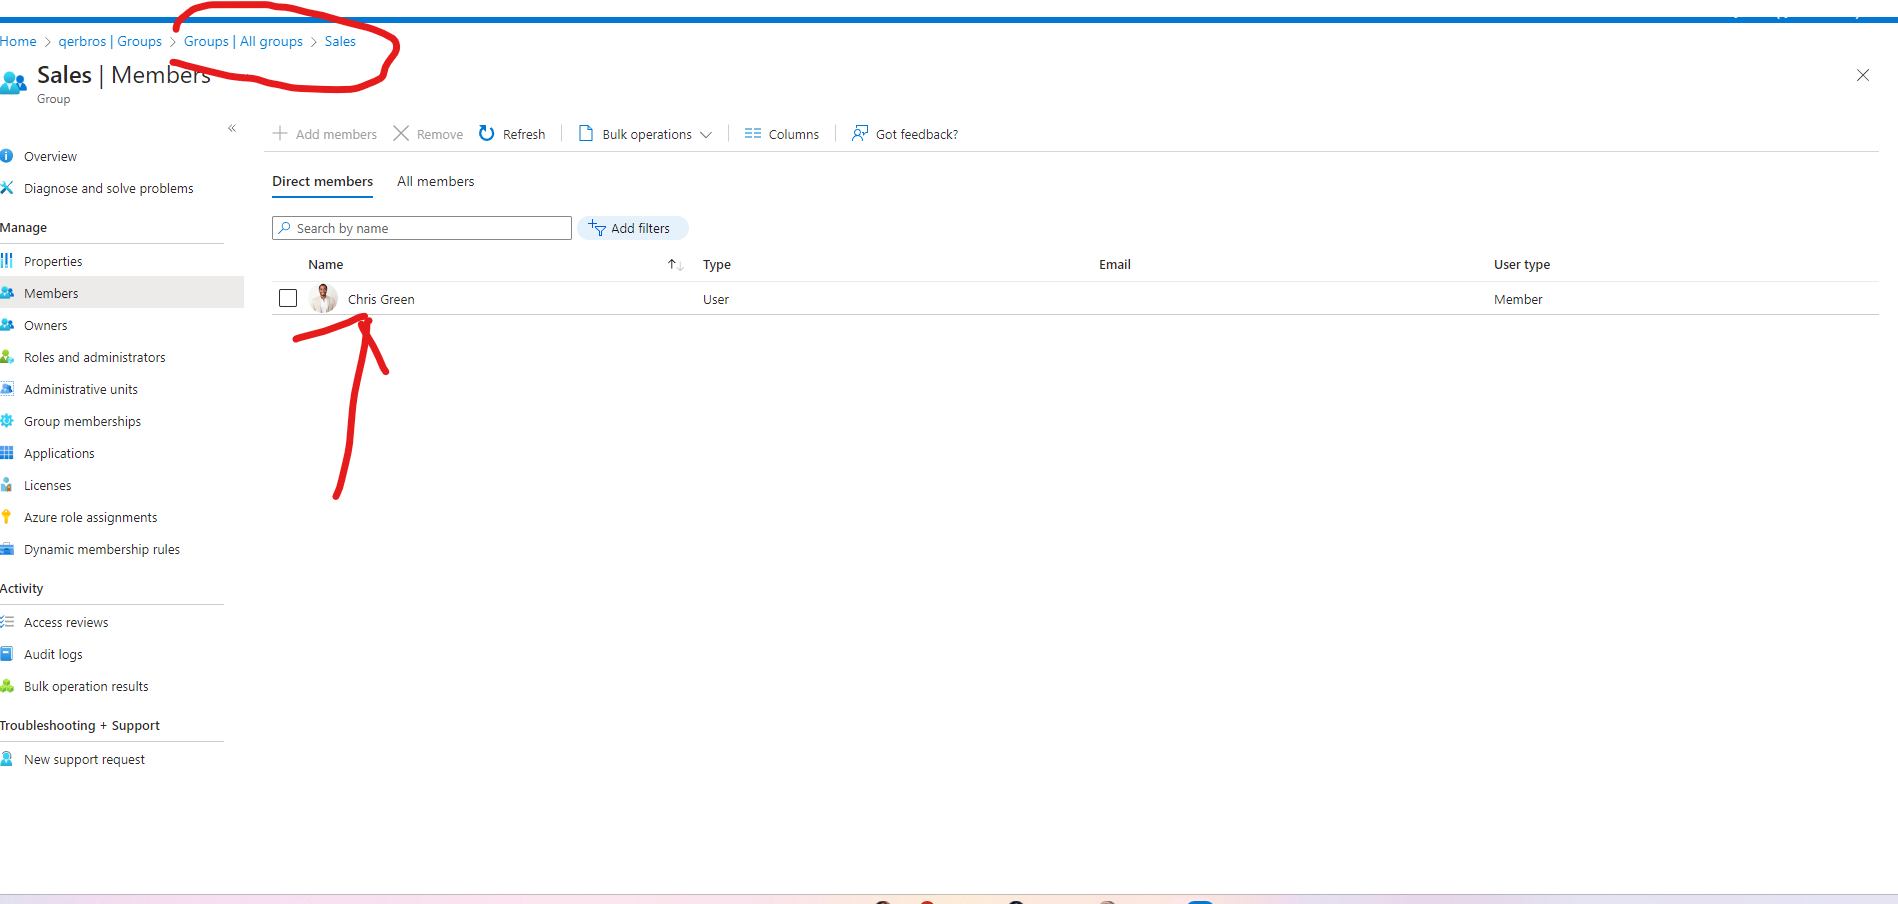 Home > qerbros | Groups > Groups | All groups > Sales
Sales | Members
Group
Add members Remove Refresh Bulk operations Columns Got feedback?
Overview
Diagnose and solve problems
Manage
Properties
Members
Owners
Roles and administrators
Administrative units
Group memberships
Applications
Licenses
Azure role assignments
Dynamic membership rules
Activity
Access reviews
Audit logs
Bulk operation results
Troubleshooting + Support
New support request
Direct members All members
Search by name Add filters
Name Type Email User type
Chris Green User Member